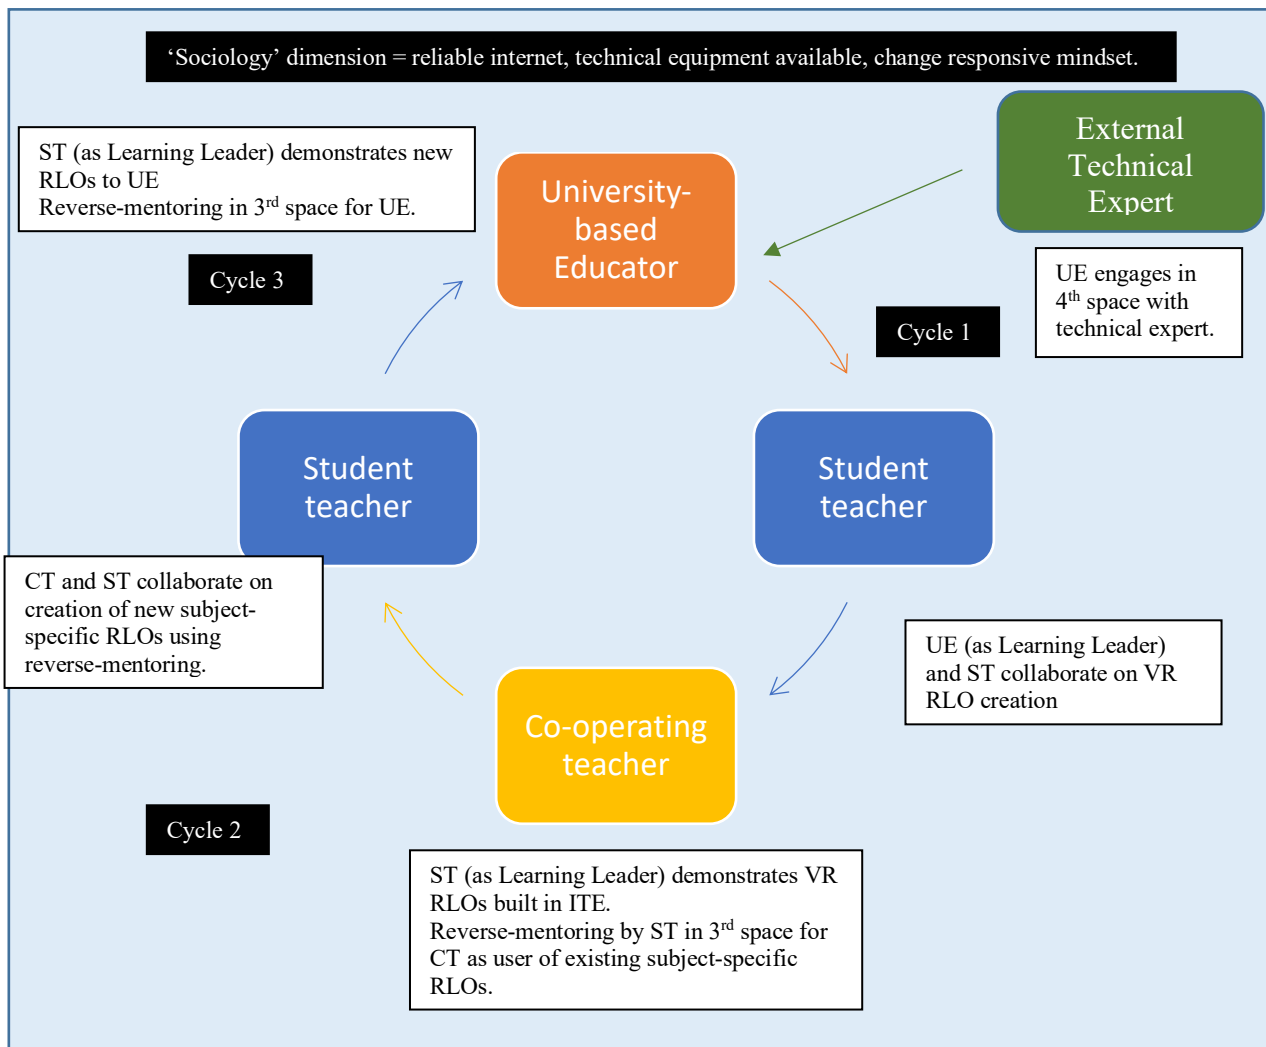 ‘Sociology’ dimension = reliable internet, technical equipment available, change responsive mindset.
External
Technical
Expert
ST (as Learning Leader) demonstrates new
RLOs to UE
Reverse-mentoring in 3rd space for UE.
University-
based
Educator
Cycle 3
UE engages in
4th space with
technical expert.
Cycle 1
Student
teacher
Student
teacher
CT and ST collaborate on
creation of new subject-
specific RLOs using
reverse-mentoring.
UE (as Learning Leader)
and ST collaborate on VR
RLO creation
Co-operating
teacher
Cycle 2
ST (as Learning Leader) demonstrates VR
RLOs built in ITE.
Reverse-mentoring by ST in 3rd space for
CT as user of existing subject-specific
RLOs.